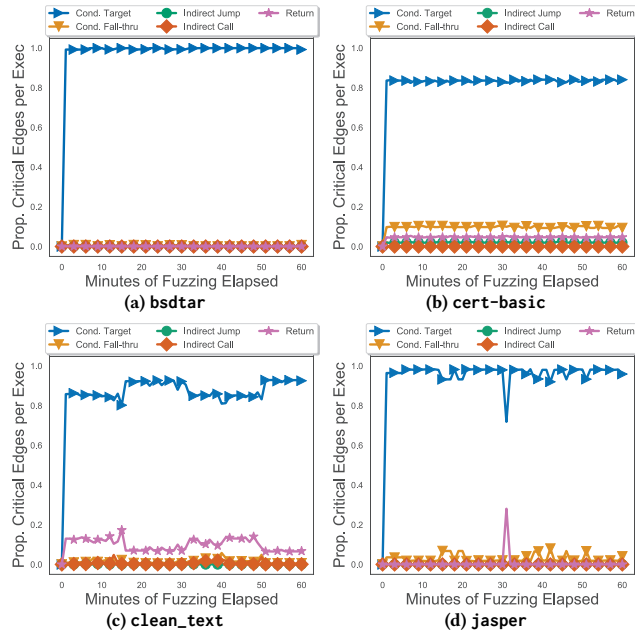 Cond. Target Indirect Jump Return
Cond. Fall-thru Indirect Call
Prop. Critical Edges per Exec
1.0
0.8
0.6
0.4
0.2
0.0
0 10 20 30 40 50 60
Minutes of Fuzzing Elapsed
(a) bsdtar
Cond. Target Indirect Jump Return
Cond. Fall-thru Indirect Call
Prop. Critical Edges per Exec
1.0
0.8
0.6
0.4
0.2
0.0
0 10 20 30 40 50 60
Minutes of Fuzzing Elapsed
(b) cert-basic
Cond. Target Indirect Jump Return
Cond. Fall-thru Indirect Call
Prop. Critical Edges per Exec
1.0
0.8
0.6
0.4
0.2
0.0
0 10 20 30 40 50 60
Minutes of Fuzzing Elapsed
(c) clean_text
Cond. Target Indirect Jump Return
Cond. Fall-thru Indirect Call
Prop. Critical Edges per Exec
1.0
0.8
0.6
0.4
0.2
0.0
0 10 20 30 40 50 60
Minutes of Fuzzing Elapsed
(d) jasper